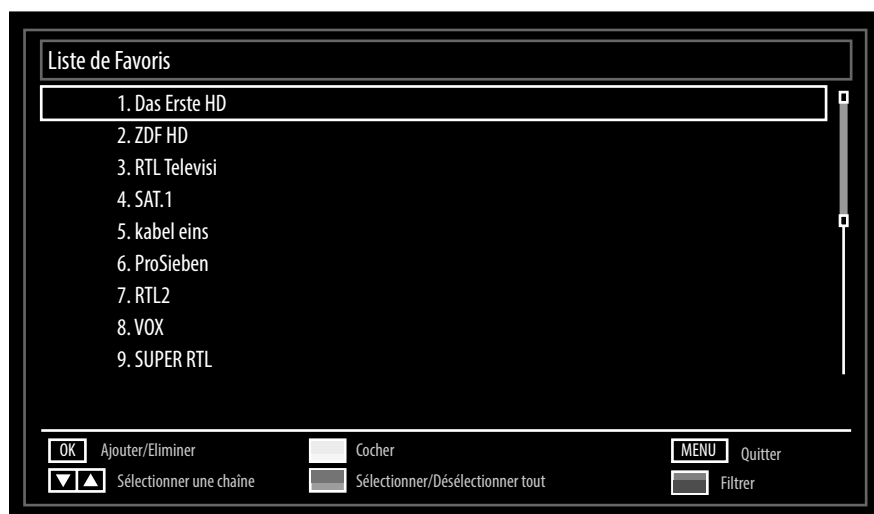 Liste de Favoris
1. Das Erste HD
2. ZDF HD
3. RTL Televisi
4. SAT.1
5. kabel eins
6. ProSieben
7. RTL2
8. VOX
9. SUPER RTL
OK Ajouter/Eliminer Cocher MENU Quitter
Sélectionner une chaîne Sélectionner/Désélectionner tout Filtrer